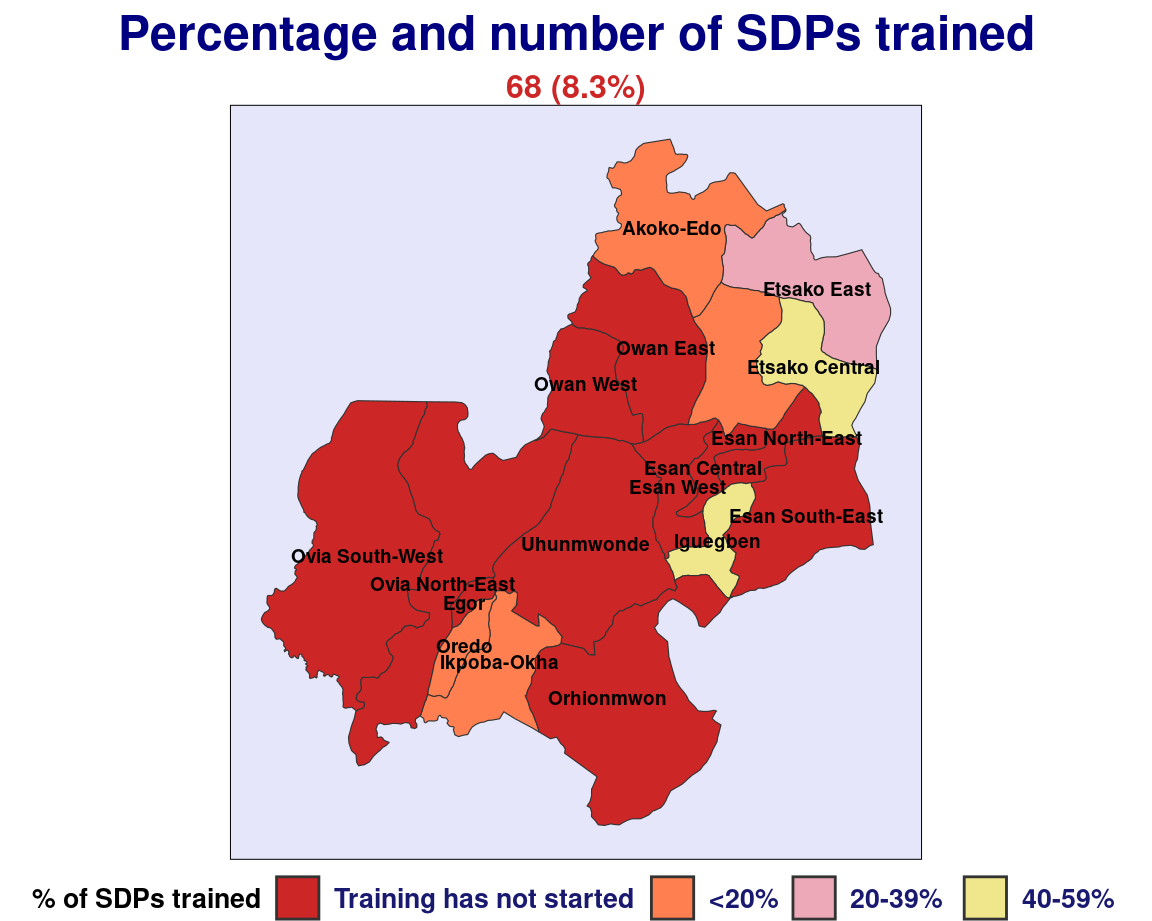 Percentage and number of SDPs trained
68 (8.3%)
Akoko-Edo
Etsako East
Owan East
Etsako Central
Owan West
Esan North-East
Esan Central
Esan West
Esan South-East
Iguegben
Uhunmwonde
Ovia South-West
Ovia North-East
Egor
Oredo
Ikpoba-Okha
Orhionmwon
% of SDPs trained Training has not started <20% 20-39% 40-59%